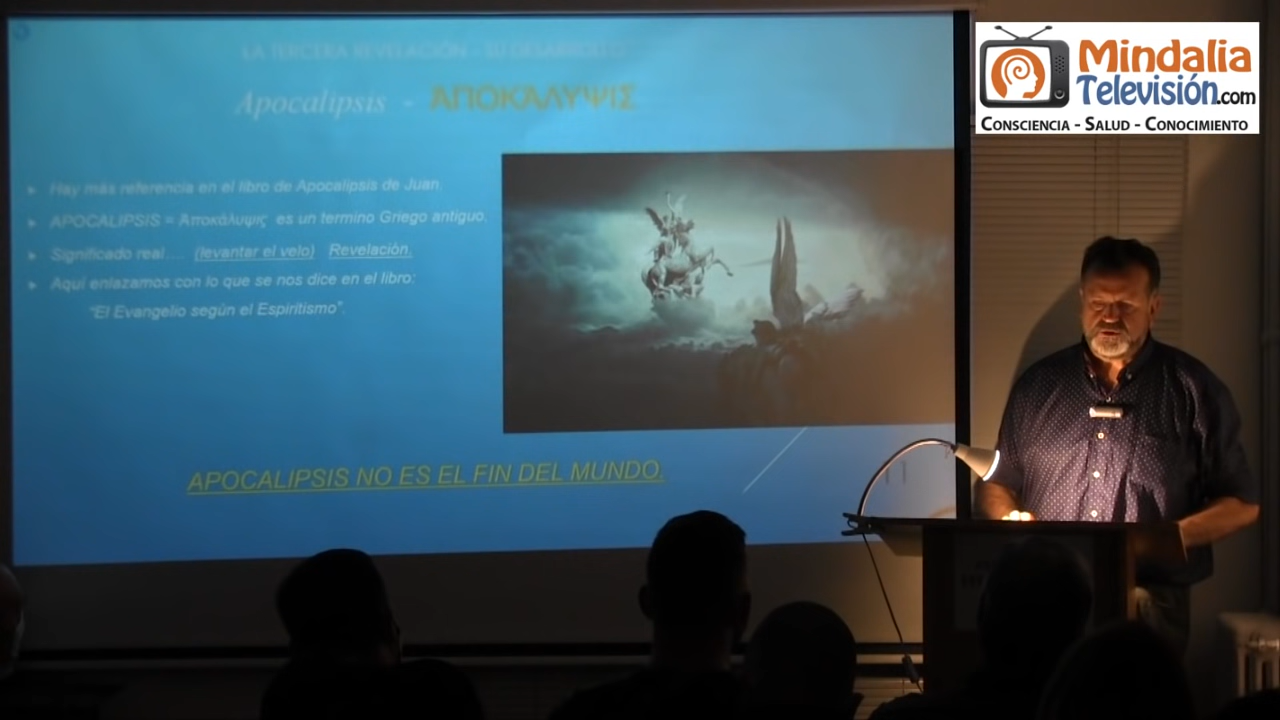 LA TERCERA REVELACIÓN - SU DESARROLLO
Apocalipsis - ἈΠΟΚΆΛΥΨΙΣ
Hay más referencia en el libro de Apocalipsis de Juan.
APOCALIPSIS = Ἀποκάλυψις es un termino Griego antiguo.
Significado real.... (levantar el velo) Revelación.
Aquí enlazamos con lo que se nos dice en el libro:
"El Evangelio según el Espiritismo".
APOCALIPSIS NO ES EL FIN DEL MUNDO.
11
Mindalia
Televisión.com
CONSCIENCIA - SALUD - CONOCIMIENTO